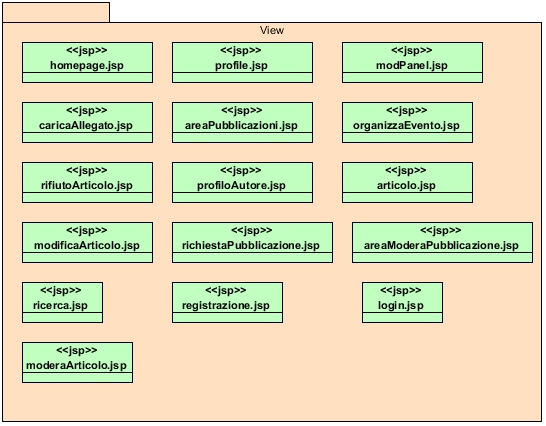 View
<<jsp>>
homepage.jsp
<<jsp>>
profile.jsp
<<jsp>>
modPanel.jsp
<<jsp>>
caricaAllegato.jsp
<<jsp>>
areaPubblicazioni.jsp
<<jsp>>
organizzaEvento.jsp
<<jsp>>
rifiutoArticolo.jsp
<<jsp>>
profiloAutore.jsp
<<jsp>>
articolo.jsp
<<jsp>>
modificaArticolo.jsp
<<jsp>>
richiestaPubblicazione.jsp
<<jsp>>
areaModeraPubblicazione.jsp
<<jsp>>
ricerca.jsp
<<jsp>>
registrazione.jsp
<<jsp>>
login.jsp
<<jsp>>
moderaArticolo.jsp